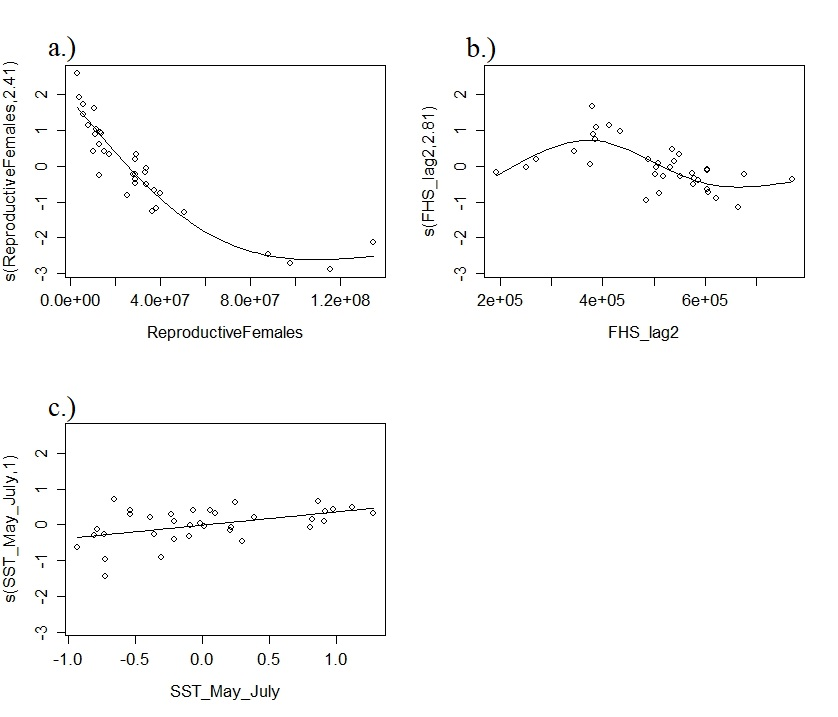 a.)
s(ReproductiveFemales,2.41)
2
1
0
-1
-2
-3
0.0e+00 4.0e+07 8.0e+07 1.2e+08
ReproductiveFemales
b.)
s(FHS_lag2,2.81)
2
1
0
-1
-2
-3
2e+05 4e+05 6e+05
FHS_lag2
c.)
s(SST_May_July,1)
2
1
0
-1
-2
-3
-1.0 -0.5 0.0 0.5 1.0
SST_May_July